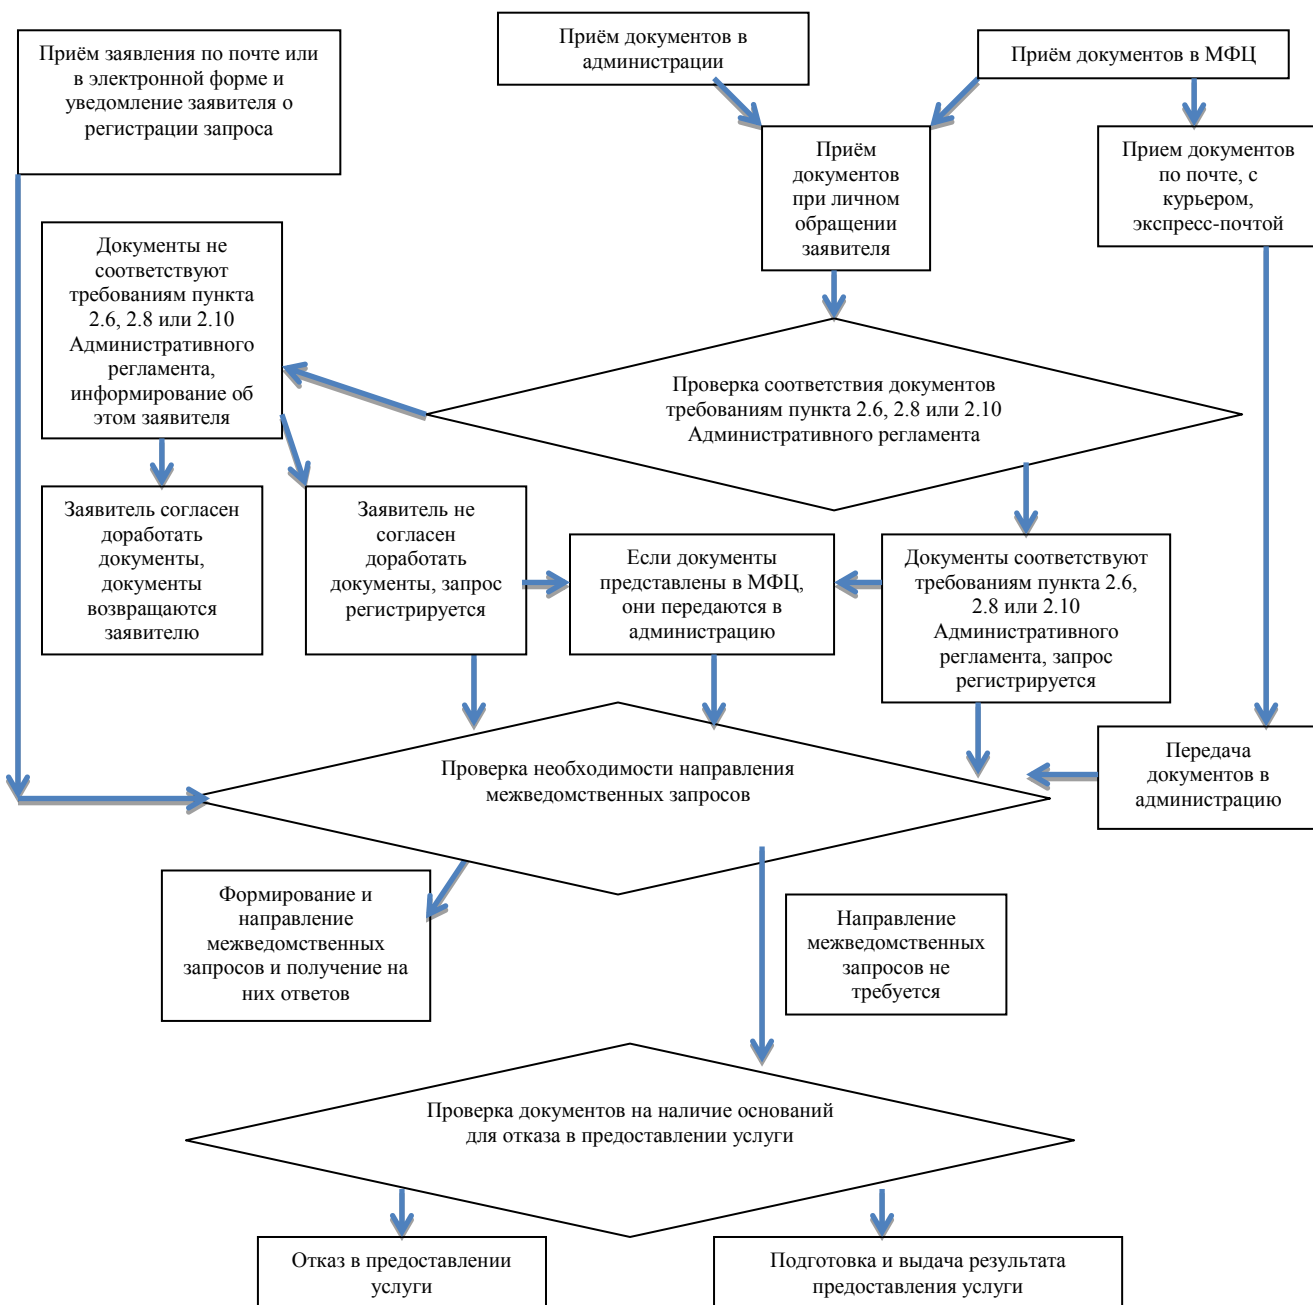 Приём заявления по почте или
в электронной форме и
уведомление заявителя о
регистрации запроса
Приём документов в
администрации
Приём документов в МФЦ
Приём
документов
при личном
обращении
заявителя
Прием документов
по почте, с
курьером,
экспресс-почтой
Документы не
соответствуют
требованиям пункта
2.6, 2.8 или 2.10
Административного
регламента,
информирование об
этом заявителя
Проверка соответствия документов
требованиям пункта 2.6, 2.8 или 2.10
Административного регламента
Заявитель согласен
доработать
документы,
документы
возвращаются
заявителю
Заявитель не
согласен
доработать
документы, запрос
регистрируется
Если документы
представлены в МФЦ,
они передаются в
администрацию
Документы соответствуют
требованиям пункта 2.6,
2.8 или 2.10
Административного
регламента, запрос
регистрируется
Передача
документов в
администрацию
Проверка необходимости направления
межведомственных запросов
Формирование и
направление
межведомственных
запросов и получение на
них ответов
Направление
межведомственных
запросов не
требуется
Проверка документов на наличие оснований
для отказа в предоставлении услуги
Отказ в предоставлении
услуги
Подготовка и выдача результата
предоставления услуги